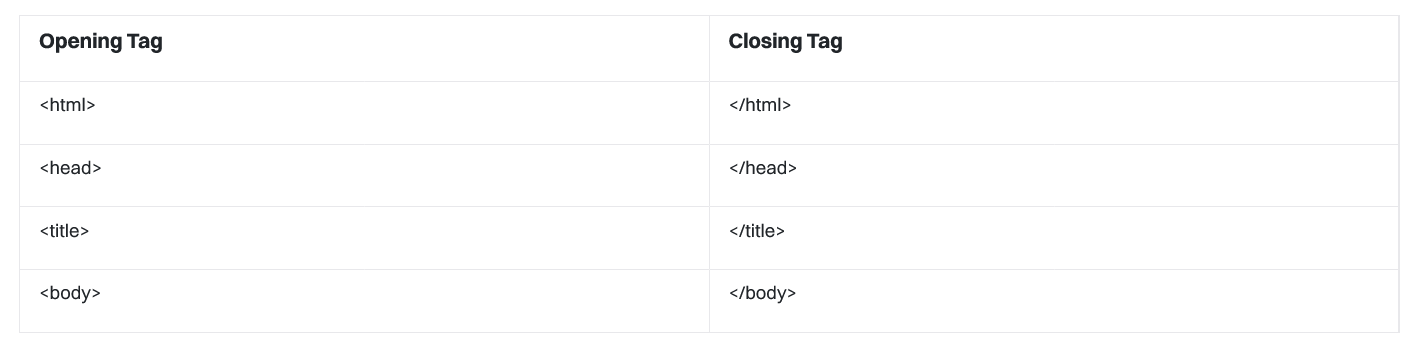 Opening Tag Closing Tag
<html> </html>
<head> </head>
<title> </title>
<body> </body>